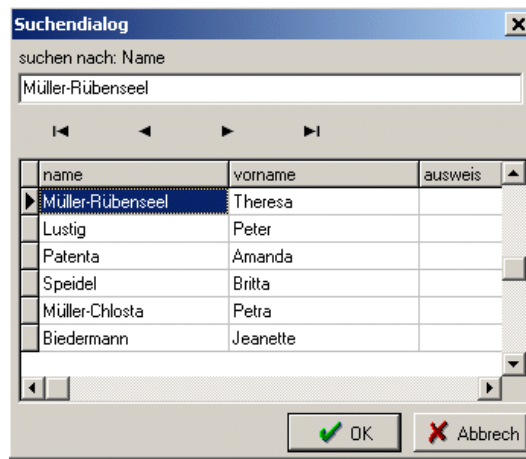 Suchendialog
suchen nach: Name
Müller-Rübenseel
name vorname ausweis
Müller-Rübenseel Theresa
Lustig Peter
Patenta Amanda
Speidel Britta
Müller-Chlosta Petra
Biedermann Jeanette
OK Abbrech